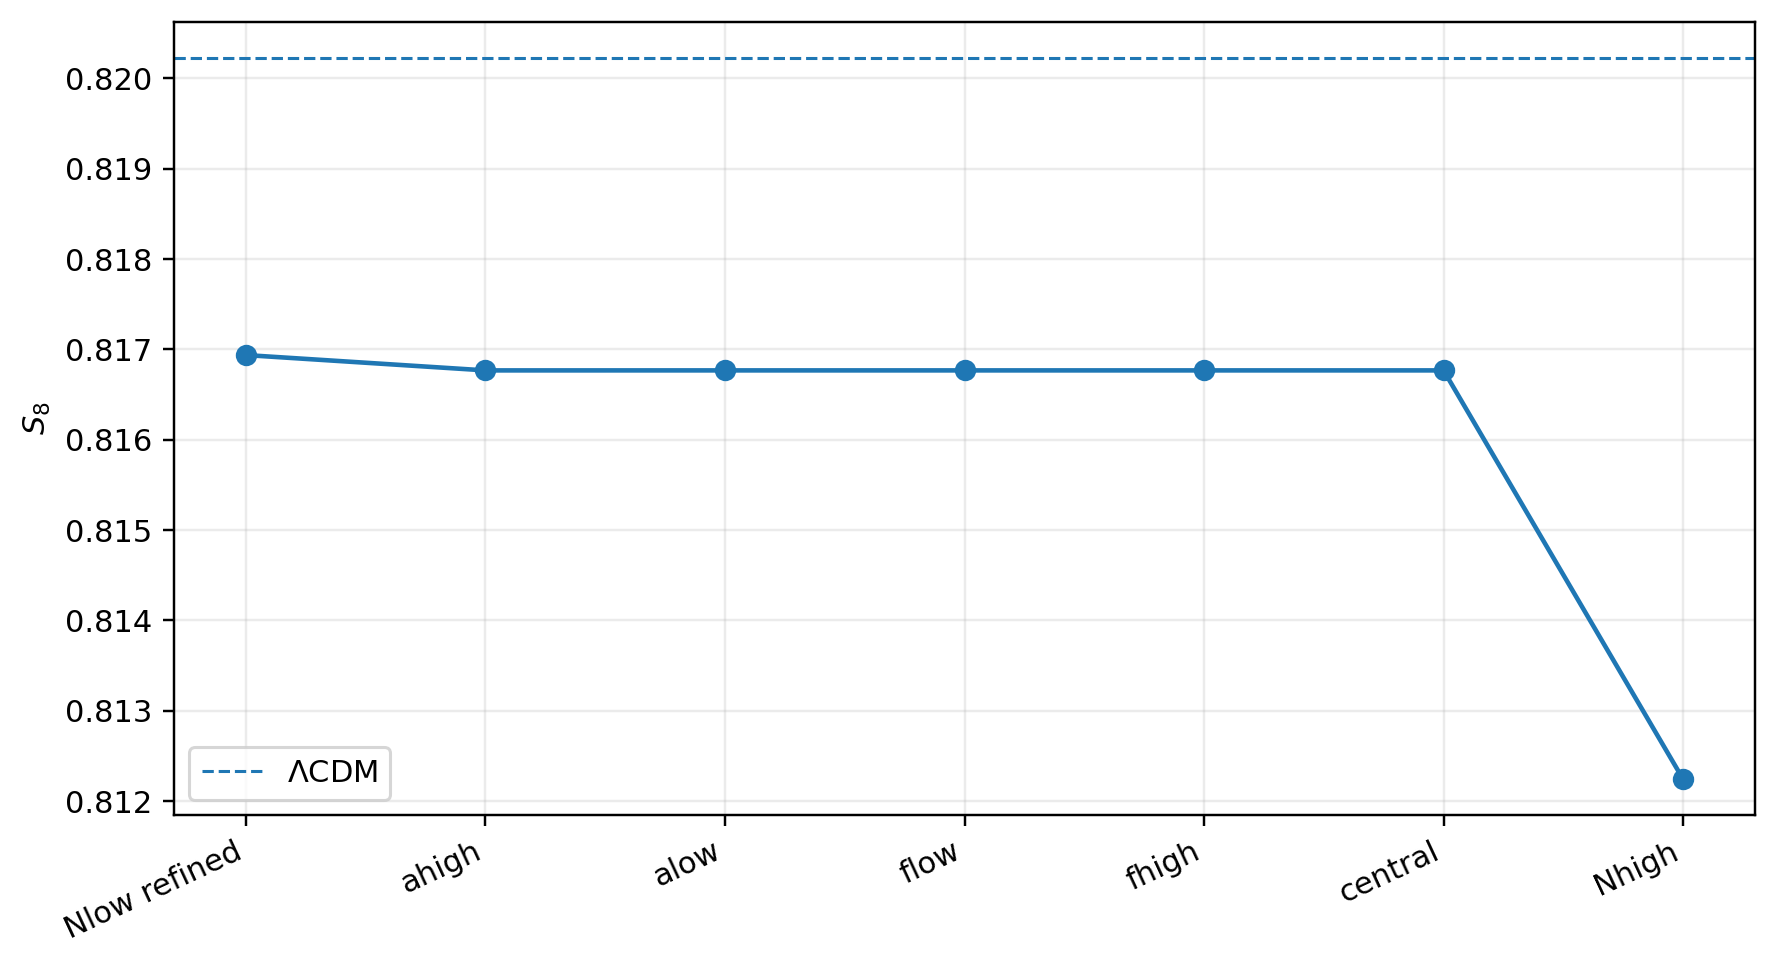 0.820
0.819
0.818
0.817
0.816
0.815
0.814
0.813
0.812
S₈
ΛCDM
Nlow refined
ahigh
alow
flow
fhigh
central
Nhigh